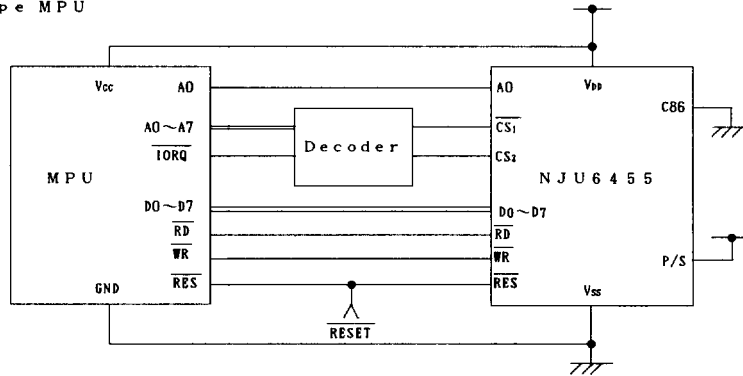 pe MPU
Vcc
A0
A0~A7
IORQ
MPU
D0~D7
RD
WR
RES
GND
Decoder
RESET
VDD
A0
C86
CS1
CS2
NJU6455
D0~D7
RD
WR
P/S
RES
Vss